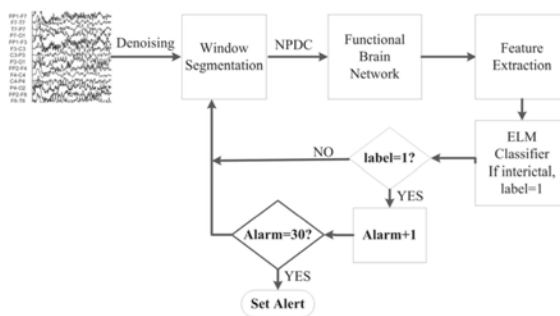 FP1-F7
F7-T7
T7-P7
P7-O1
FP1-F3
F3-C3
C3-P3
P3-O1
FP2-F4
F4-C4
C4-P4
P4-O2
FP2-F8
F8-T8
Denoising
Window
Segmentation
NPDC
Functional
Brain
Network
Feature
Extraction
ELM
Classifier
If interictal,
label=1
label=1?
NO
YES
Alarm+1
Alarm=30?
YES
Set Alert